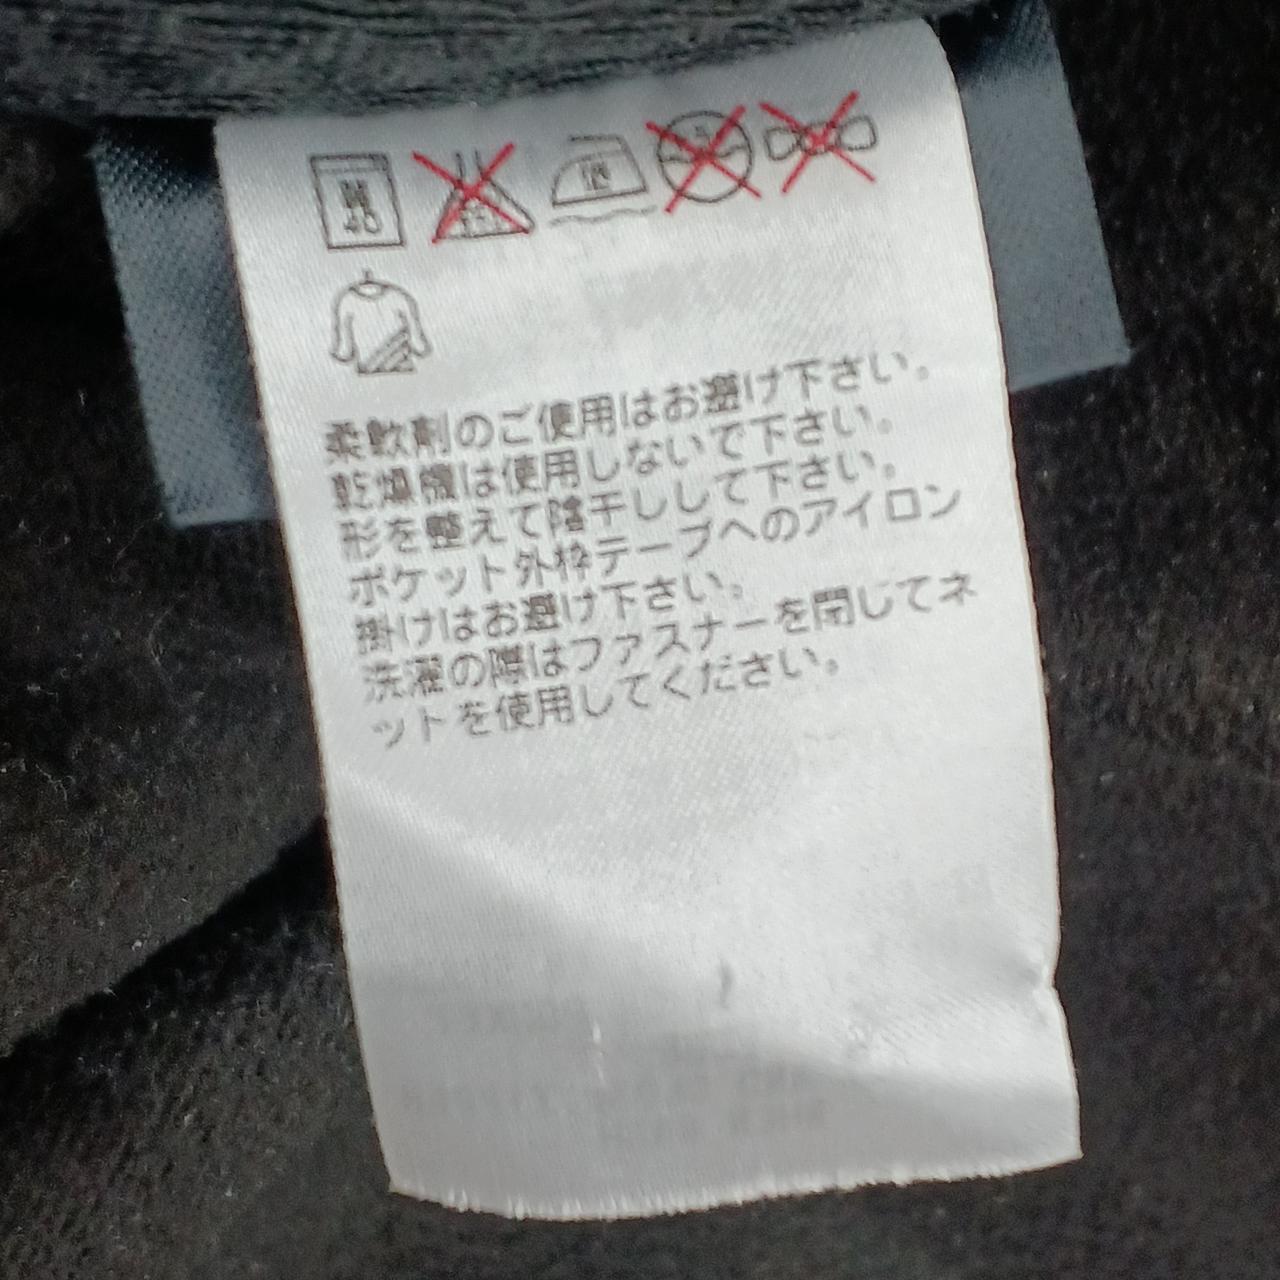 弱
40
柔軟剤のご使用はお避け下さい。
乾燥機は使用しないで下さい。
形を整えて陰干しして下さい。
ポケット外枠テープへのアイロン
掛けはお避け下さい。
洗濯の際はファスナーを閉じてネ
ットを使用してください。